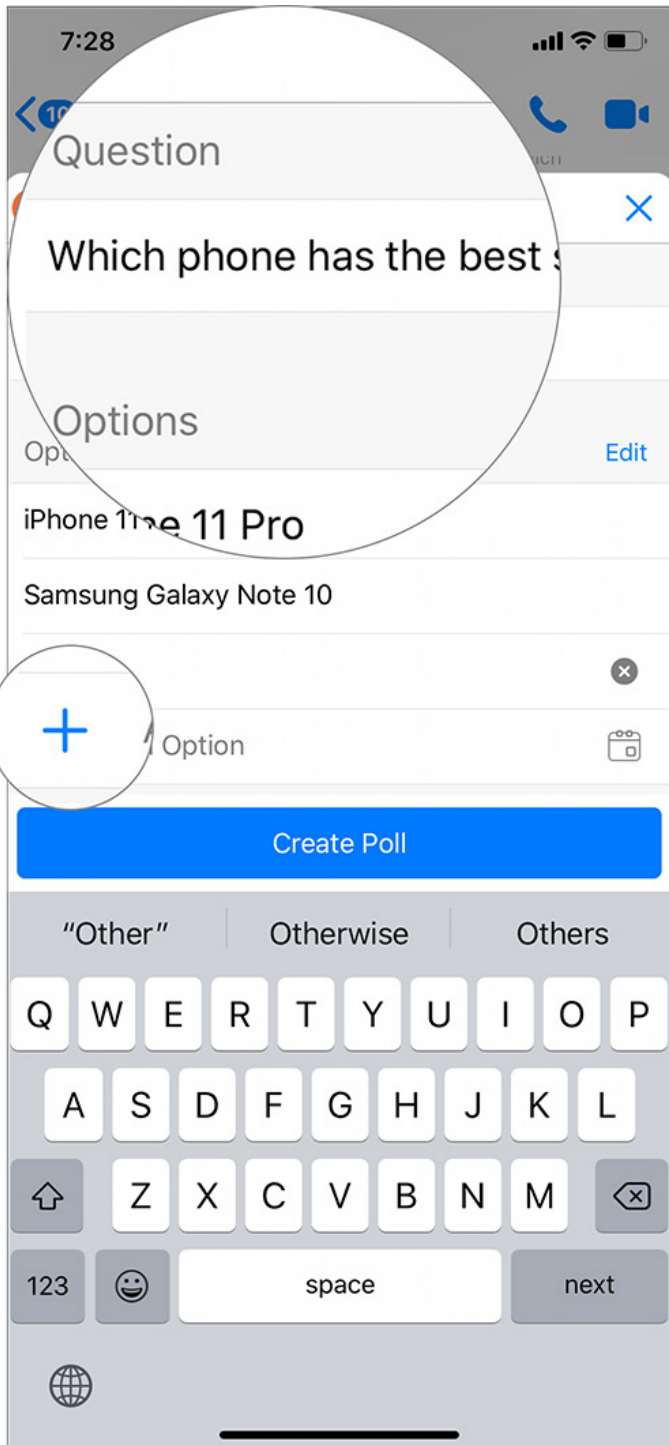 7:28
10
Question
Which phone has the best
Options
Edit
iPhone 11
11 Pro
Samsung Galaxy Note 10
Option
Create Poll
“Other” Otherwise Others
Q W E R T Y U I O P
A S D F G H J K L
Z X C V B N M
123 space next